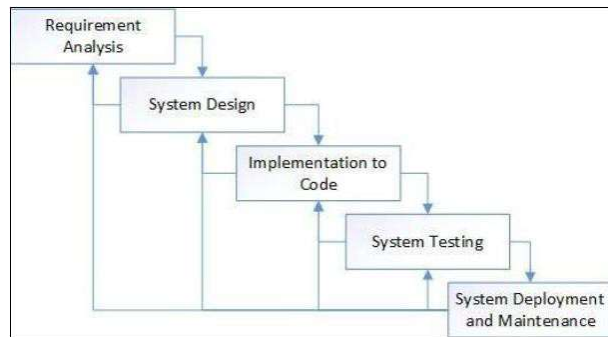 Requirement
Analysis
System Design
Implementation to
Code
System Testing
System Deployment
and Maintenance